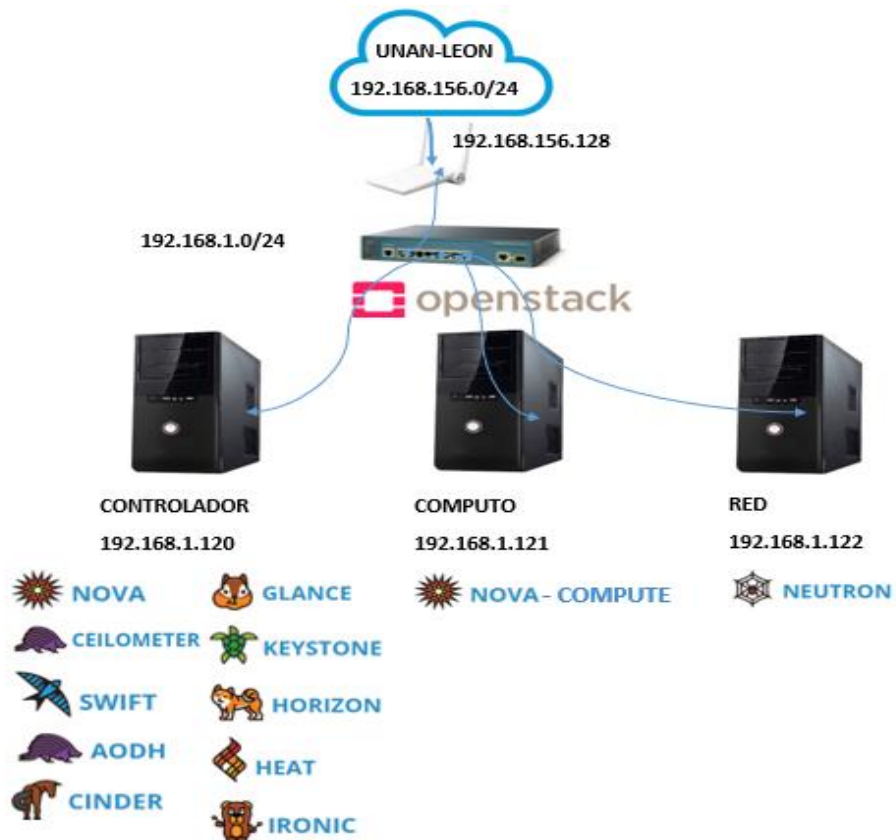 UNAN-LEON
192.168.156.0/24
192.168.156.128
192.168.1.0/24
openstack
CONTROLADOR
192.168.1.120
COMPUTO
192.168.1.121
RED
192.168.1.122
NOVA
GLANCE
CEILOMETER
KEYSTONE
SWIFT
HORIZON
AODH
HEAT
CINDER
IRONIC
NOVA - COMPUTE
NEUTRON